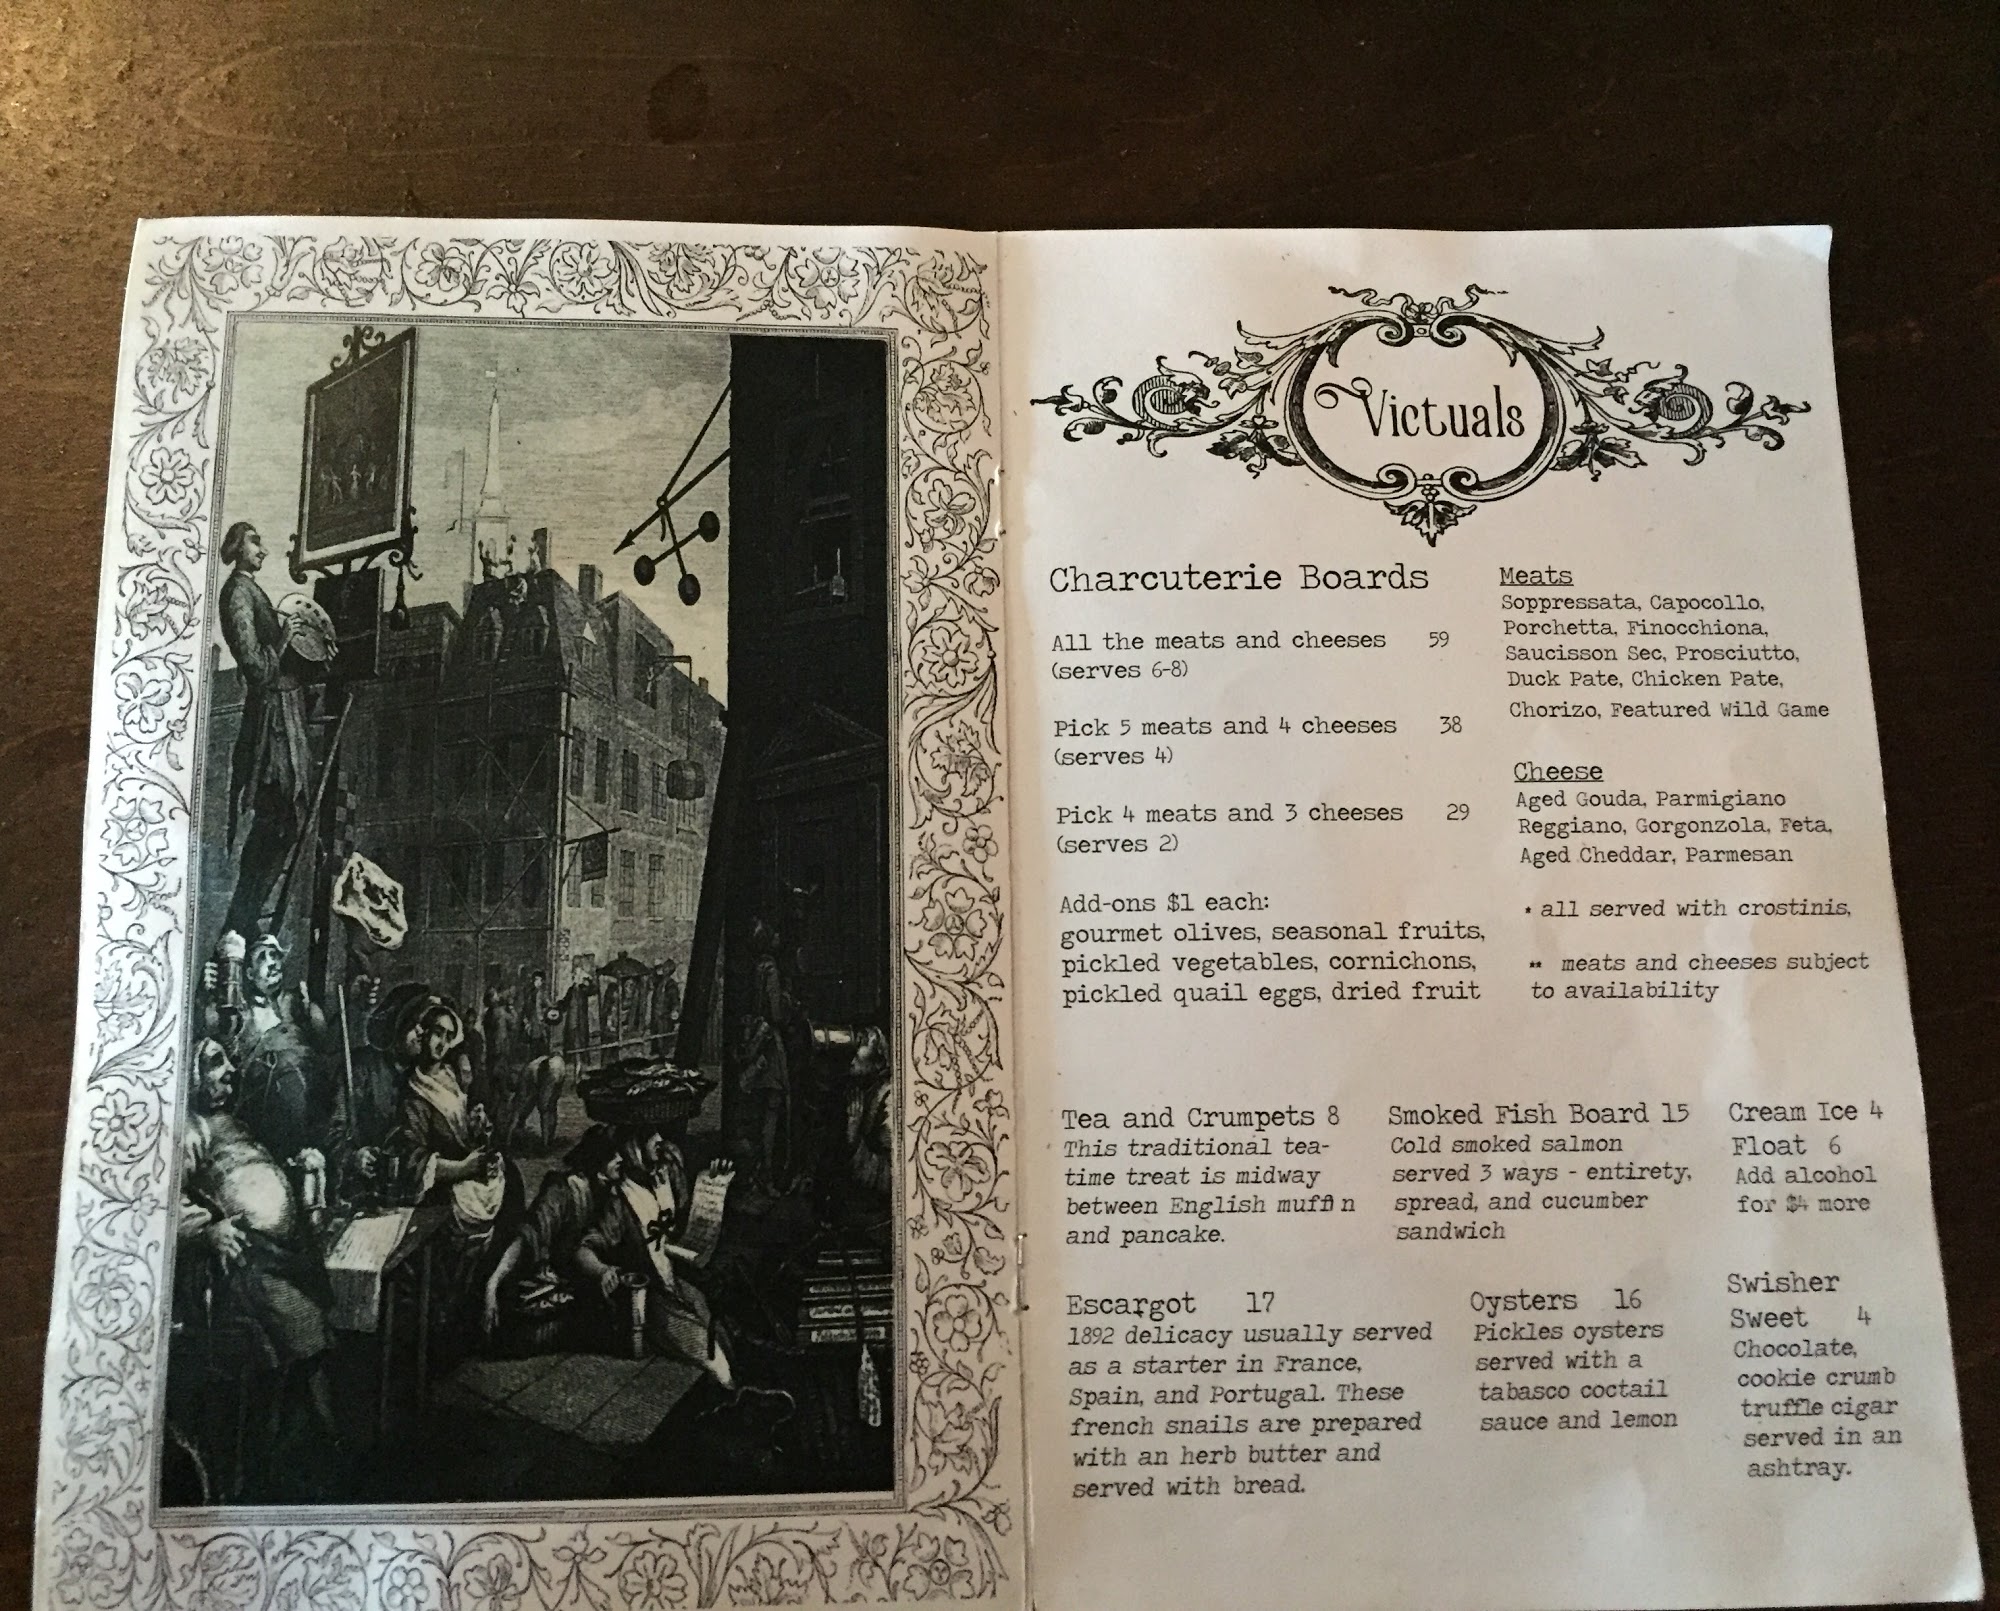 Victuals
Charcuterie Boards
All the meats and cheeses 59
(serves 6-8)
Pick 5 meats and 4 cheeses 38
(serves 4)
Pick 4 meats and 3 cheeses 29
(serves 2)
Add-ons $1 each:
gourmet olives, seasonal fruits,
pickled vegetables, cornichons,
pickled quail eggs, dried fruit
Meats
Soppressata, Capocollo,
Porchetta, Finocchiona,
Saucisson Sec, Prosciutto,
Duck Pate, Chicken Pate,
Chorizo, Featured Wild Game
Cheese
Aged Gouda, Parmigiano
Reggiano, Gorgonzola, Feta,
Aged Cheddar, Parmesan
* all served with crostinis,
** meats and cheeses subject
to availability
Tea and Crumpets 8
This traditional tea-
time treat is midway
between English muffin
and pancake.
Smoked Fish Board 15
Cold smoked salmon
served 3 ways - entirety,
spread, and cucumber
sandwich
Cream Ice 4
Float 6
Add alcohol
for $4 more
Escargot 17
1892 delicacy usually served
as a starter in France,
Spain, and Portugal. These
french snails are prepared
with an herb butter and
served with bread.
Oysters 16
Pickles oysters
served with a
tabasco coctail
sauce and lemon
Swisher
Sweet 4
Chocolate,
cookie crumb
truffle cigar
served in an
ashtray.